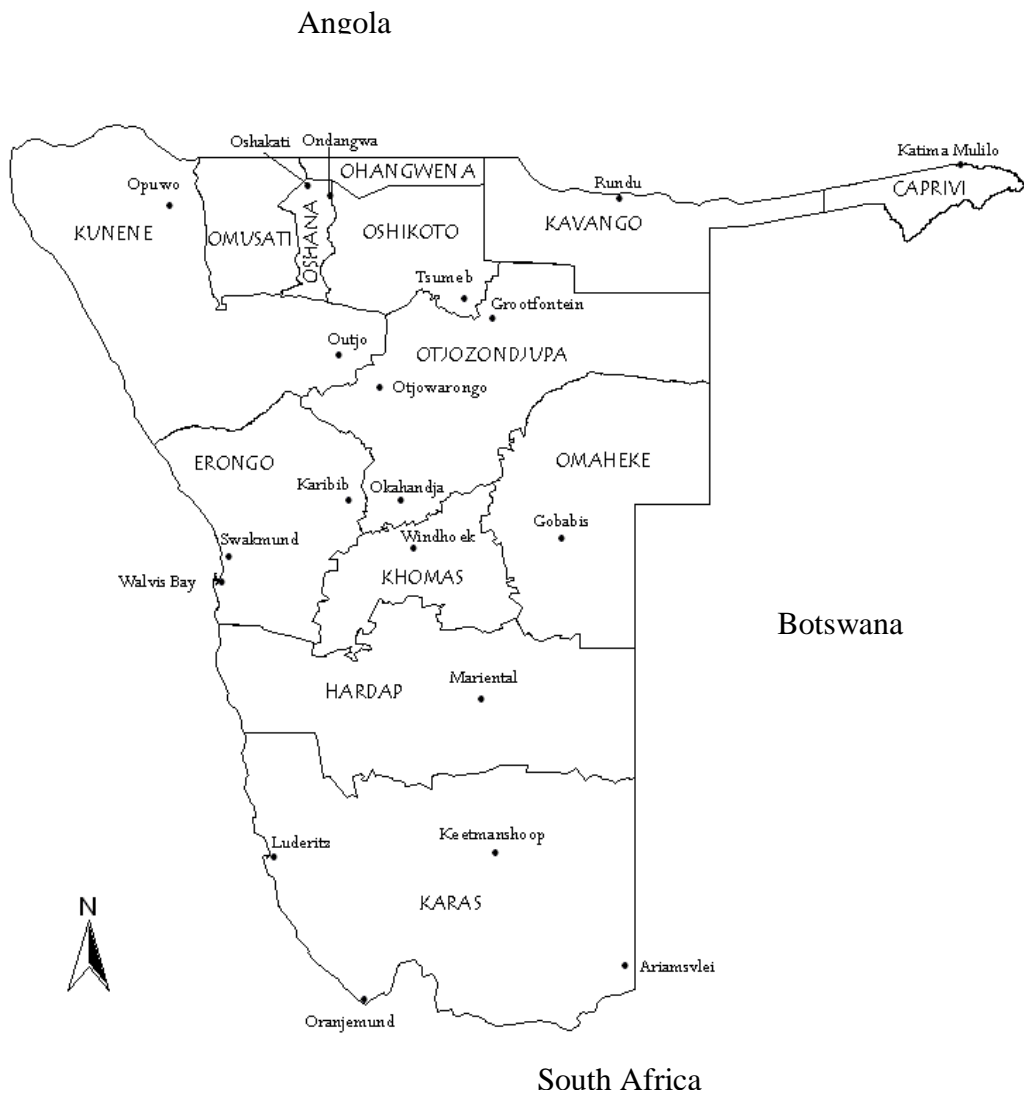 Angola
Oshakati
Ondangwa
Katima Mulilo
OHANGWENA
Opuwo
Rundu
CAPRIVI
KUNENE
OMUSATI
OSHANA
OSHIKOTO
KAVANGO
Tsumeb
Grootfontein
Outjo
OTJOZONDJUPA
Otjowarongo
ERONGO
OMAHEKE
Karibib
Okahandja
Gobabis
Swakmund
Windhoek
Walvis Bay
KHOMAS
Botswana
HARDAP
Mariental
Luderitz
Keetmanshoop
KARAS
N
Ariamsvlei
Oranjemund
South Africa